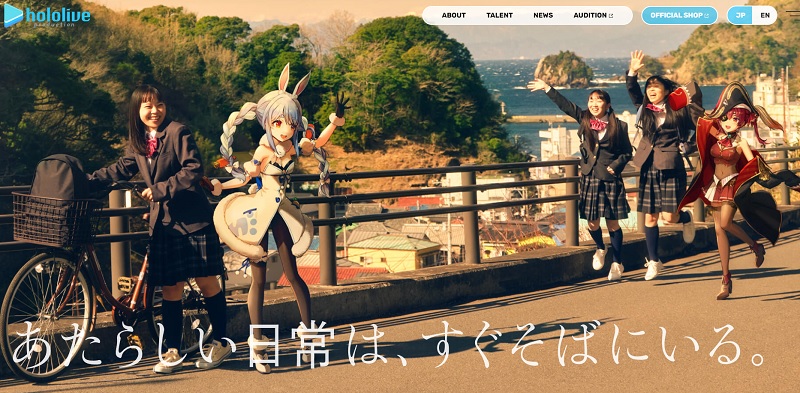 hololive
production
ABOUT
TALENT
NEWS
AUDITION
OFFICIAL SHOP
JP
EN
あたらしい日常は、すぐそばにいる。